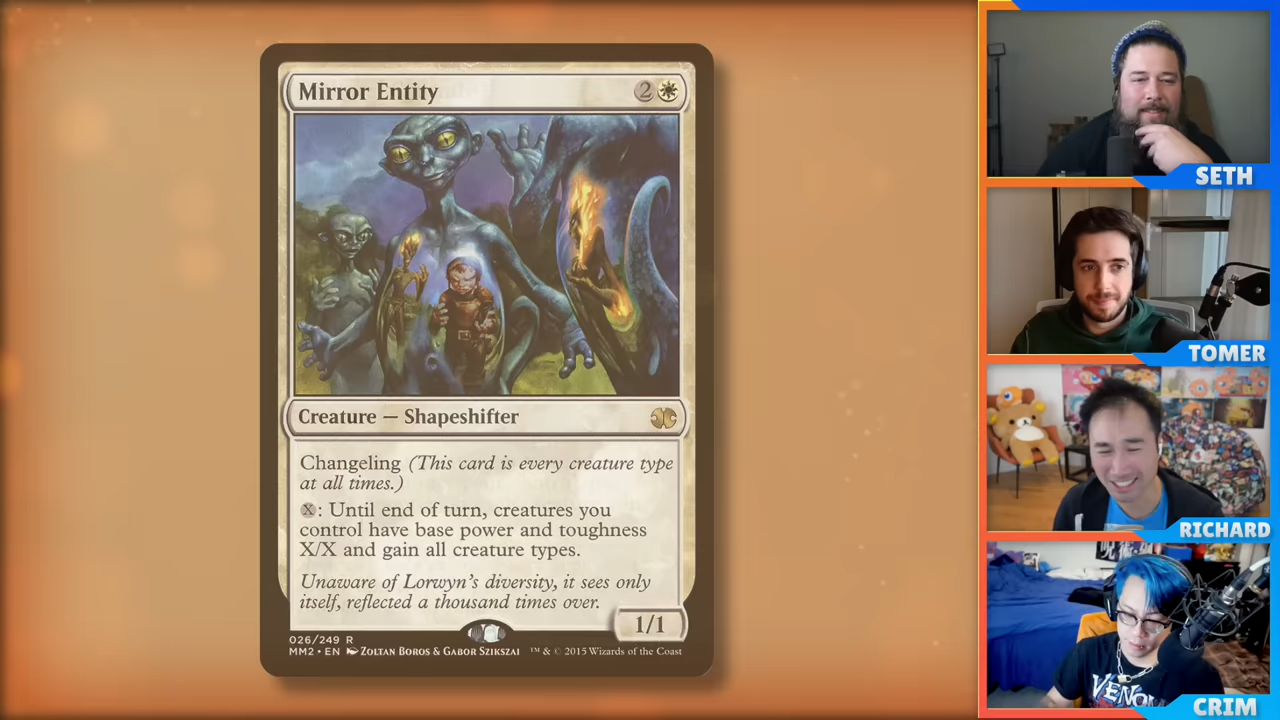 Mirror Entity 2
Creature — Shapeshifter
Changeling (This card is every creature type
at all times.)
X: Until end of turn, creatures you
control have base power and toughness
X/X and gain all creature types.
Unaware of Lorwyn's diversity, it sees only
itself, reflected a thousand times over.
1/1
026/249 R
MM2 • EN Zoltan Boros & Gabor Szikszai ™ & © 2015 Wizards of the Coast
SETH
TOMER
RICHARD
VENOM
CRIM